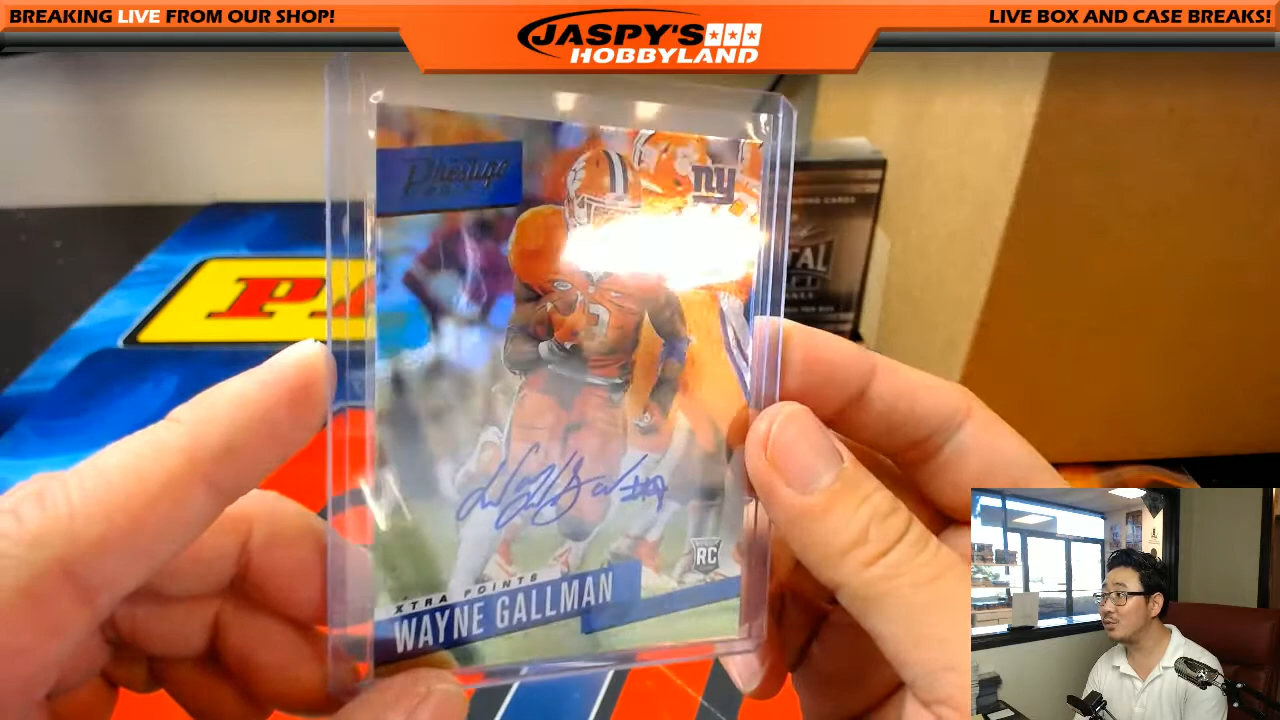 BREAKING LIVE FROM OUR SHOP!
JASPY'S
HOBBYLAND
LIVE BOX AND CASE BREAKS!
Prestige
ny
PA
RC
XTRA POINTS
WAYNE GALLMAN